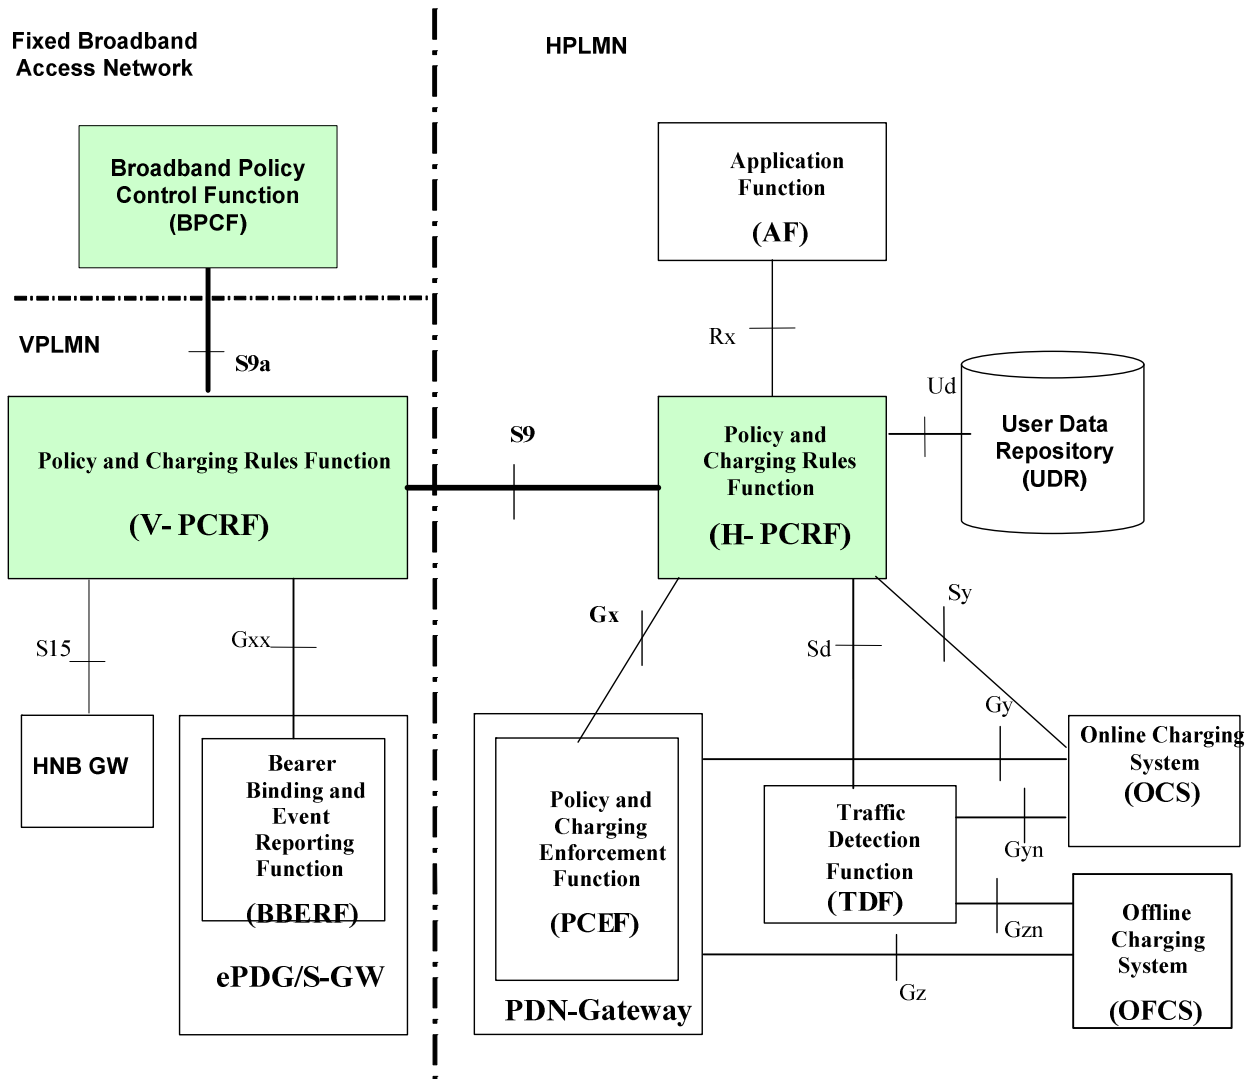 Fixed Broadband
Access Network
HPLMN
Broadband Policy
Control Function
(BPCF)
Application
Function
(AF)
VPLMN
S9a
Rx
Ud
User Data
Repository
(UDR)
Policy and Charging Rules Function
(V- PCRF)
S9
Policy and
Charging Rules
Function
(H- PCRF)
S15
Gxx
Gx
Sd
Sy
Gy
HNB GW
Bearer
Binding and
Event
Reporting
Function
(BBERF)
ePDG/S-GW
Policy and
Charging
Enforcement
Function
(PCEF)
PDN-Gateway
Traffic
Detection
Function
(TDF)
Online Charging
System
(OCS)
Gyn
Gzn
Gz
Offline
Charging
System
(OFCS)